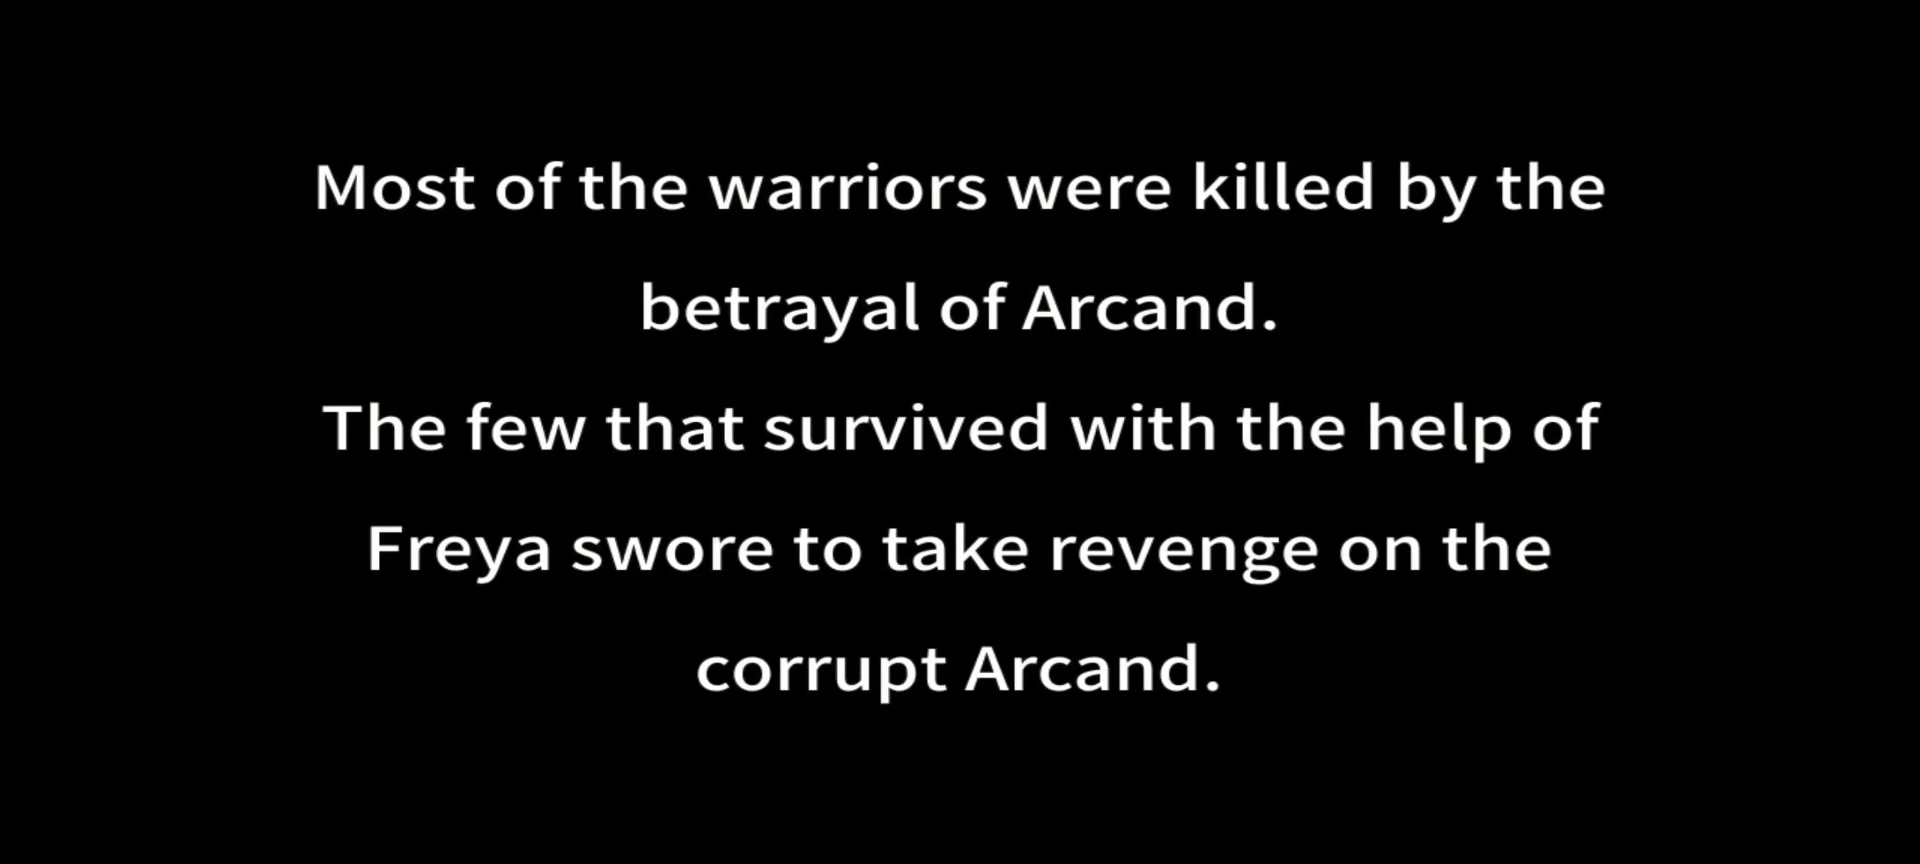 Most of the warriors were killed by the
betrayal of Arcand.
The few that survived with the help of
Freya swore to take revenge on the
corrupt Arcand.